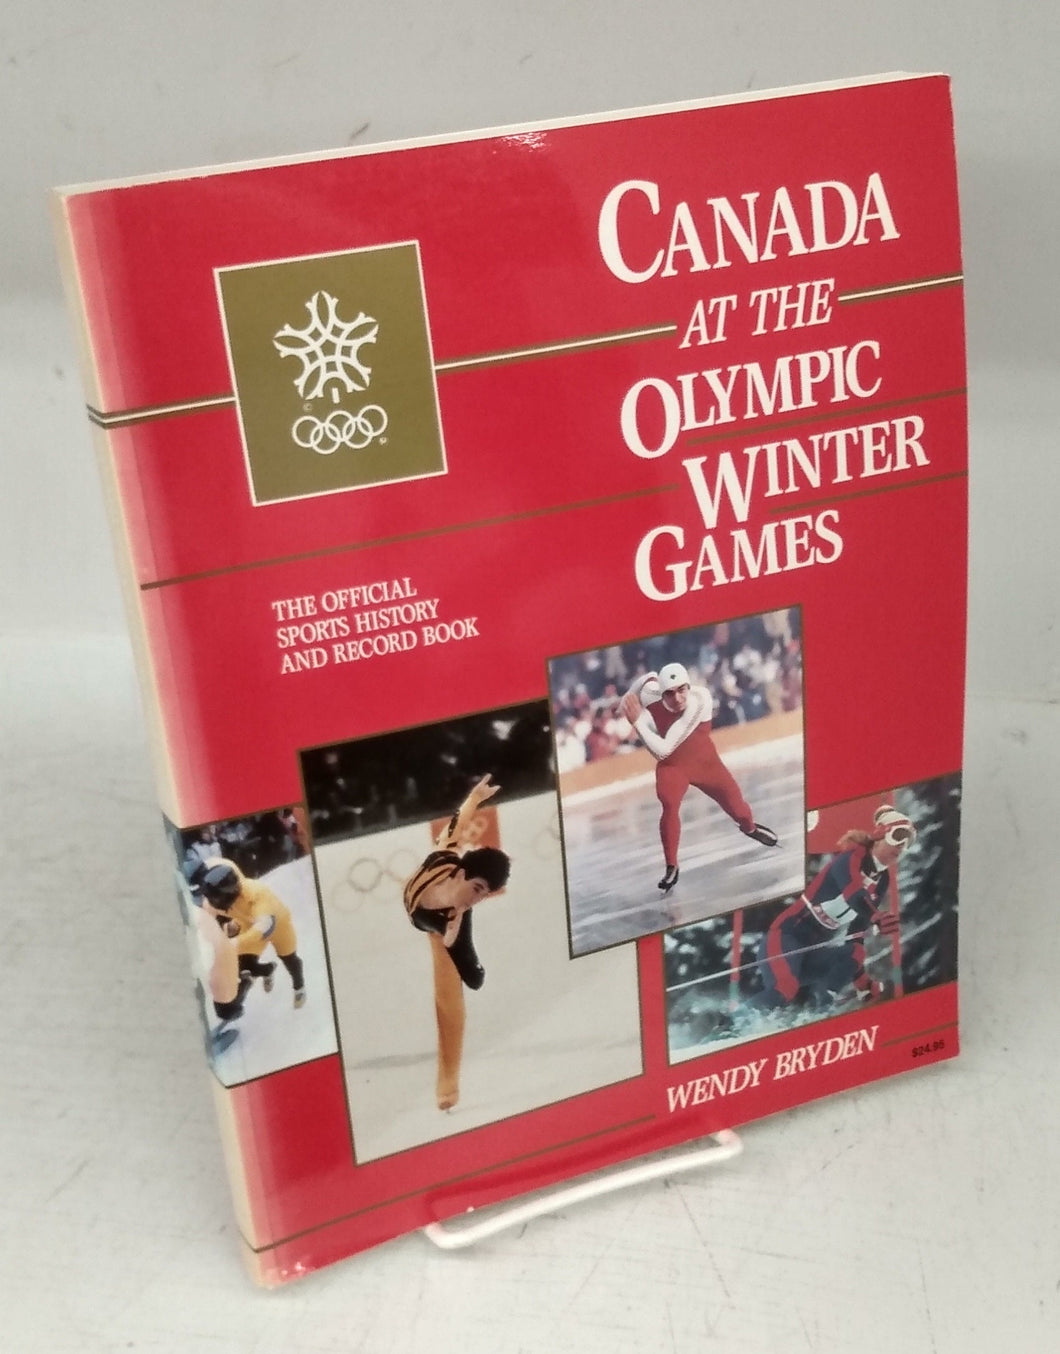 CANADA
AT THE
OLYMPIC
WINTER
GAMES
THE OFFICIAL
SPORTS HISTORY
AND RECORD BOOK
WENDY BRYDEN
$24.95